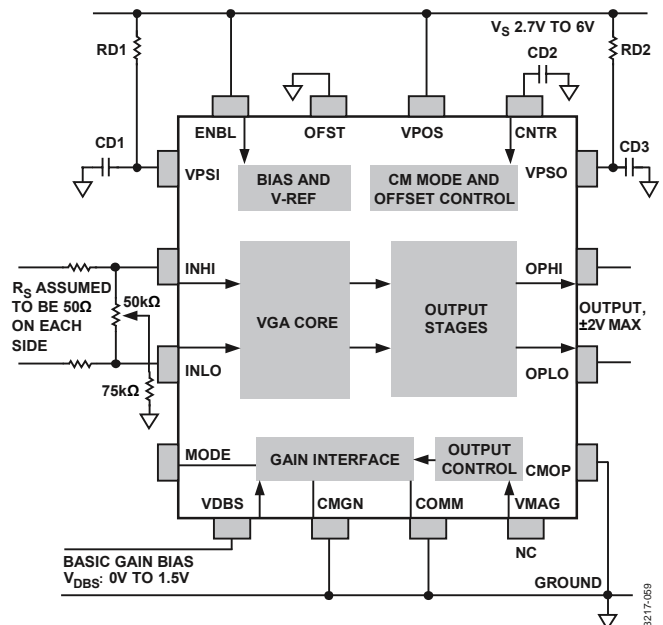 V_S 2.7V TO 6V
RD1
RD2
CD2
ENBL
OFST
VPOS
CNTR
CD1
CD3
VPSI
BIAS AND
V-REF
CM MODE AND
OFFSET CONTROL
VPSO
INHI
OPHI
R_S ASSUMED
TO BE 50Ω
ON EACH
SIDE
50kΩ
VGA CORE
OUTPUT
STAGES
OUTPUT,
±2V MAX
INLO
OPLO
75kΩ
MODE
GAIN INTERFACE
OUTPUT
CONTROL
CMOP
VDBS
CMGN
COMM
VMAG
NC
BASIC GAIN BIAS
V_DBS: 0V TO 1.5V
GROUND
3217-059